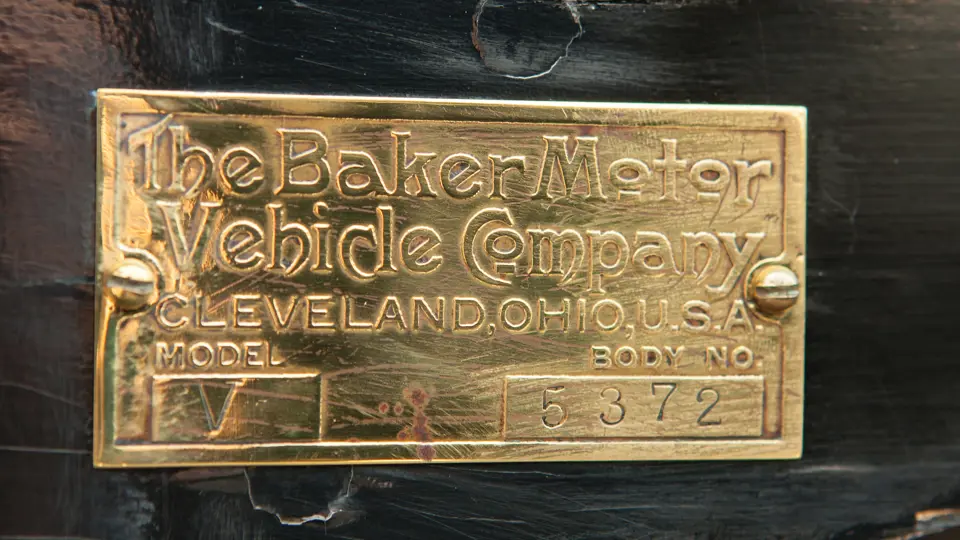 The Baker Motor
Vehicle Company
CLEVELAND, OHIO, U.S.A.
MODEL BODY NO.
V 5372